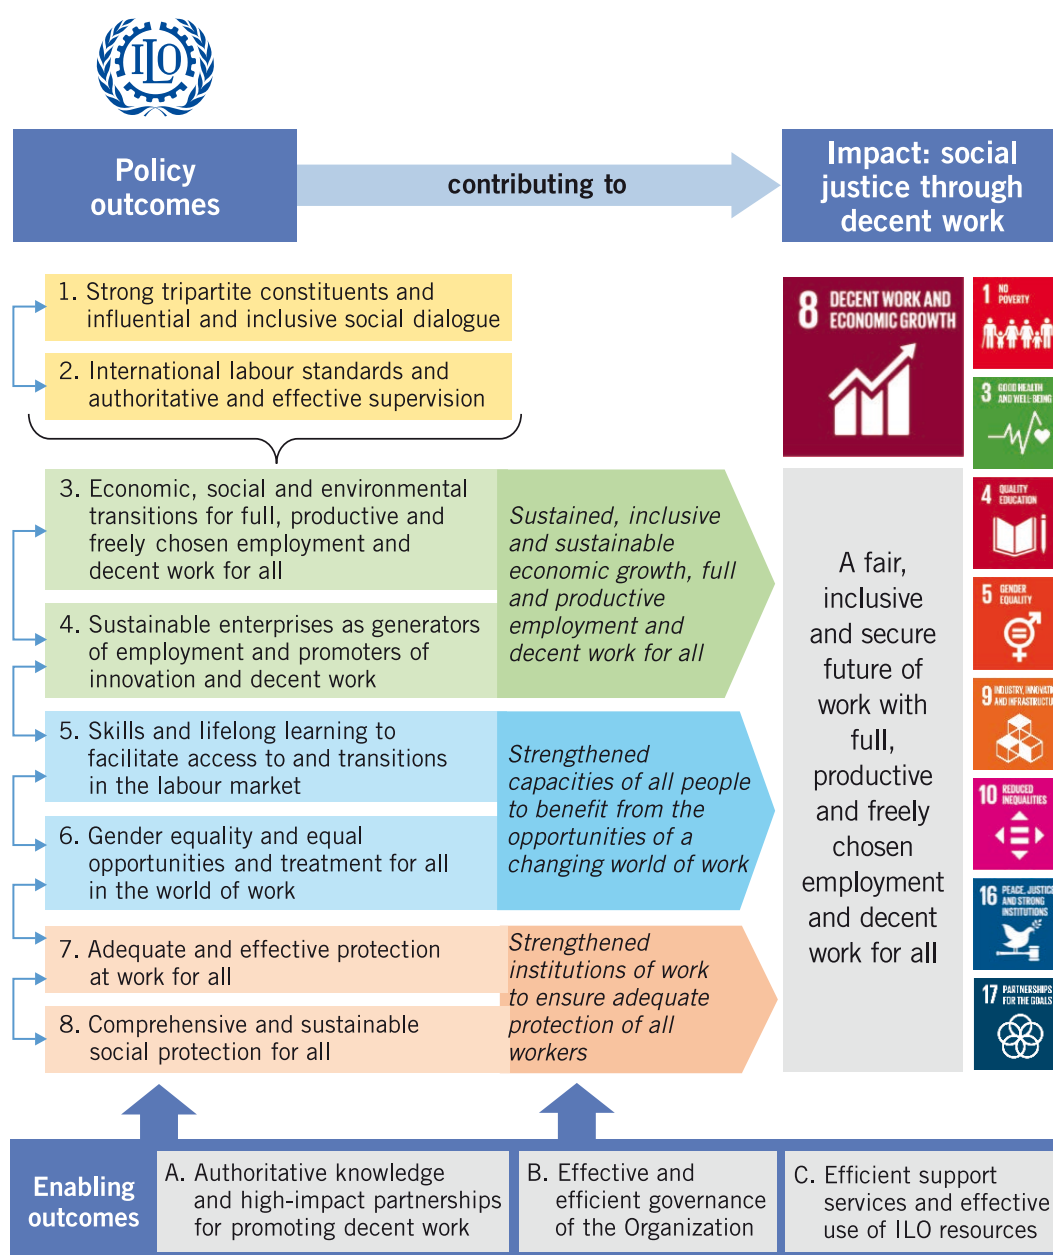 ILO
Policy
outcomes
contributing to
Impact: social
justice through
decent work
1. Strong tripartite constituents and
influential and inclusive social dialogue
2. International labour standards and
authoritative and effective supervision
3. Economic, social and environmental
transitions for full, productive and
freely chosen employment and
decent work for all
4. Sustainable enterprises as generators
of employment and promoters of
innovation and decent work
Sustained, inclusive
and sustainable
economic growth, full
and productive
employment and
decent work for all
5. Skills and lifelong learning to
facilitate access to and transitions
in the labour market
6. Gender equality and equal
opportunities and treatment for all
in the world of work
Strengthened
capacities of all people
to benefit from the
opportunities of a
changing world of work
7. Adequate and effective protection
at work for all
8. Comprehensive and sustainable
social protection for all
Strengthened
institutions of work
to ensure adequate
protection of all
workers
8 DECENT WORK AND
ECONOMIC GROWTH
A fair,
inclusive
and secure
future of
work with
full,
productive
and freely
chosen
employment
and decent
work for all
1 NO
POVERTY
3 GOOD HEALTH
AND WELL-BEING
4 QUALITY
EDUCATION
5 GENDER
EQUALITY
9 INDUSTRY, INNOVATI
AND INFRASTRUCTU
10 REDUCED
INEQUALITIES
16 PEACE, JUSTICE
AND STRONG
INSTITUTIONS
17 PARTNERSHIPS
FOR THE GOALS
Enabling
outcomes
A. Authoritative knowledge
and high-impact partnerships
for promoting decent work
B. Effective and
efficient governance
of the Organization
C. Efficient support
services and effective
use of ILO resources